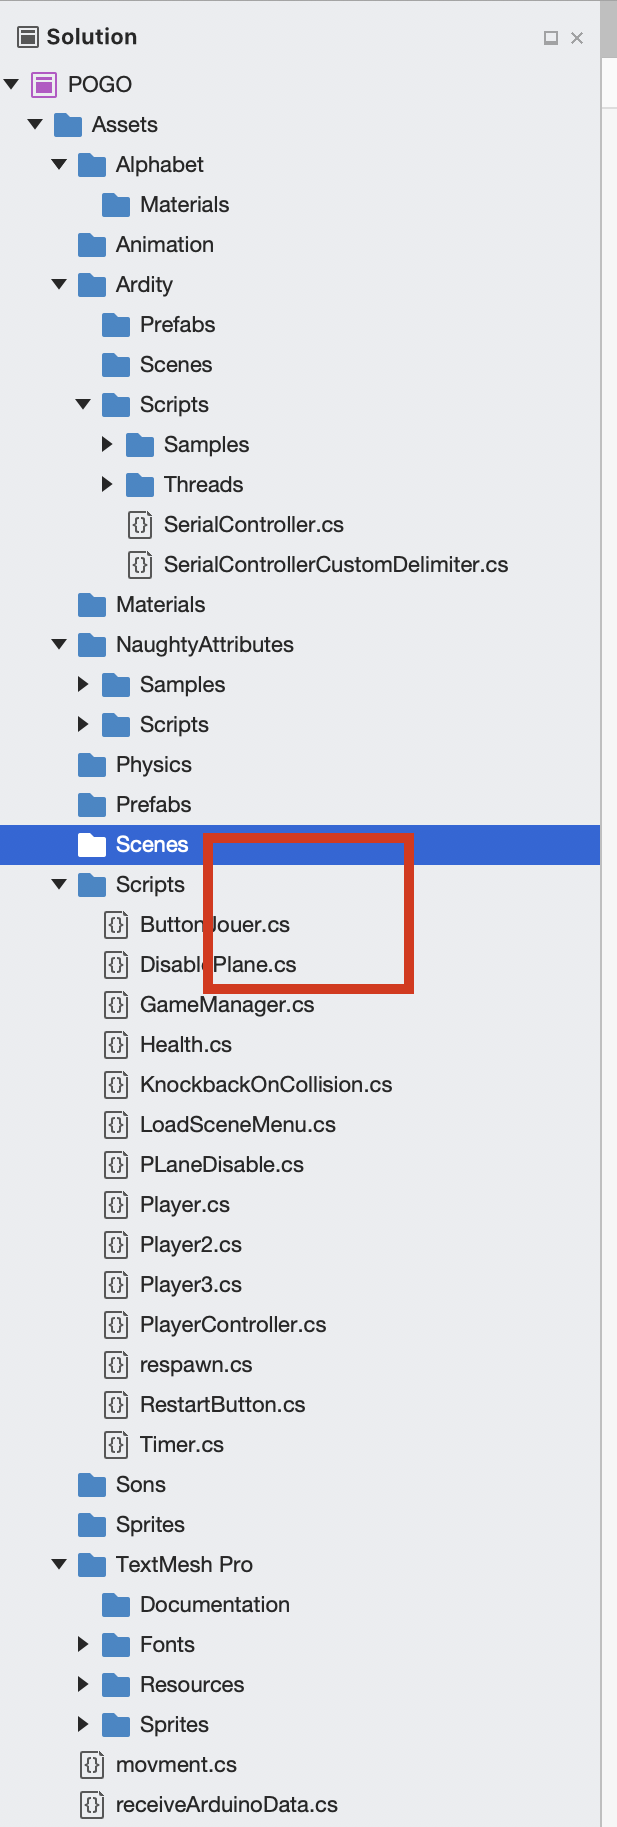 Solution
POGO
Assets
Alphabet
Materials
Animation
Ardity
Prefabs
Scenes
Scripts
Samples
Threads
SerialController.cs
SerialControllerCustomDelimiter.cs
Materials
NaughtyAttributes
Samples
Scripts
Physics
Prefabs
Scenes
Scripts
ButtonJouer.cs
DisablePlane.cs
GameManager.cs
Health.cs
KnockbackOnCollision.cs
LoadSceneMenu.cs
PLaneDisable.cs
Player.cs
Player2.cs
Player3.cs
PlayerController.cs
respawn.cs
RestartButton.cs
Timer.cs
Sons
Sprites
TextMesh Pro
Documentation
Fonts
Resources
Sprites
movment.cs
receiveArduinoData.cs